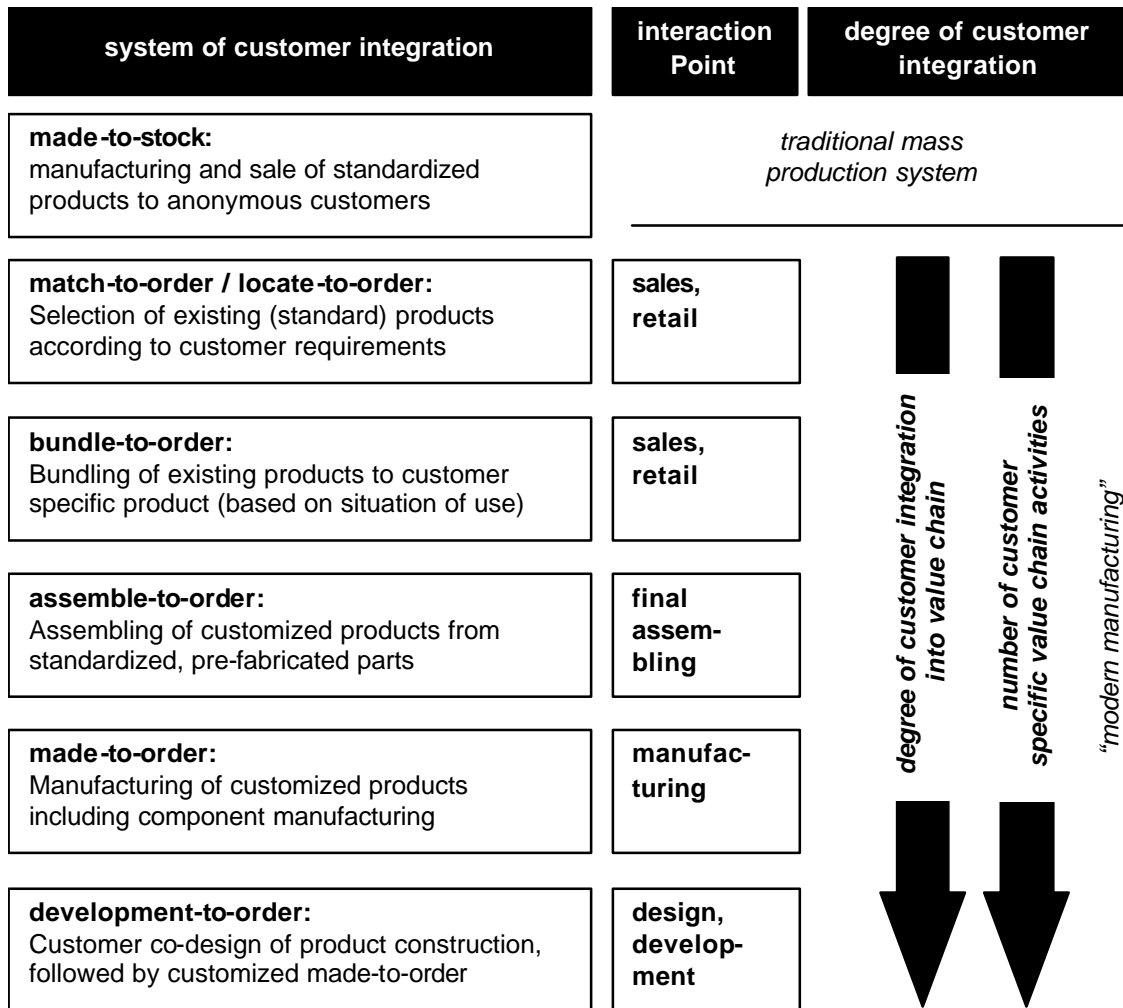 system of customer integration
interaction
Point
degree of customer
integration
made-to-stock:
manufacturing and sale of standardized
products to anonymous customers
traditional mass
production system
match-to-order / locate-to-order:
Selection of existing (standard) products
according to customer requirements
sales,
retail
bundle-to-order:
Bundling of existing products to customer
specific product (based on situation of use)
sales,
retail
assemble-to-order:
Assembling of customized products from
standardized, pre-fabricated parts
final
assem-
bling
made-to-order:
Manufacturing of customized products
including component manufacturing
manufac-
turing
development-to-order:
Customer co-design of product construction,
followed by customized made-to-order
design,
develop-
ment
degree of customer integration
into value chain
number of customer
specific value chain activities
“modern manufacturing”